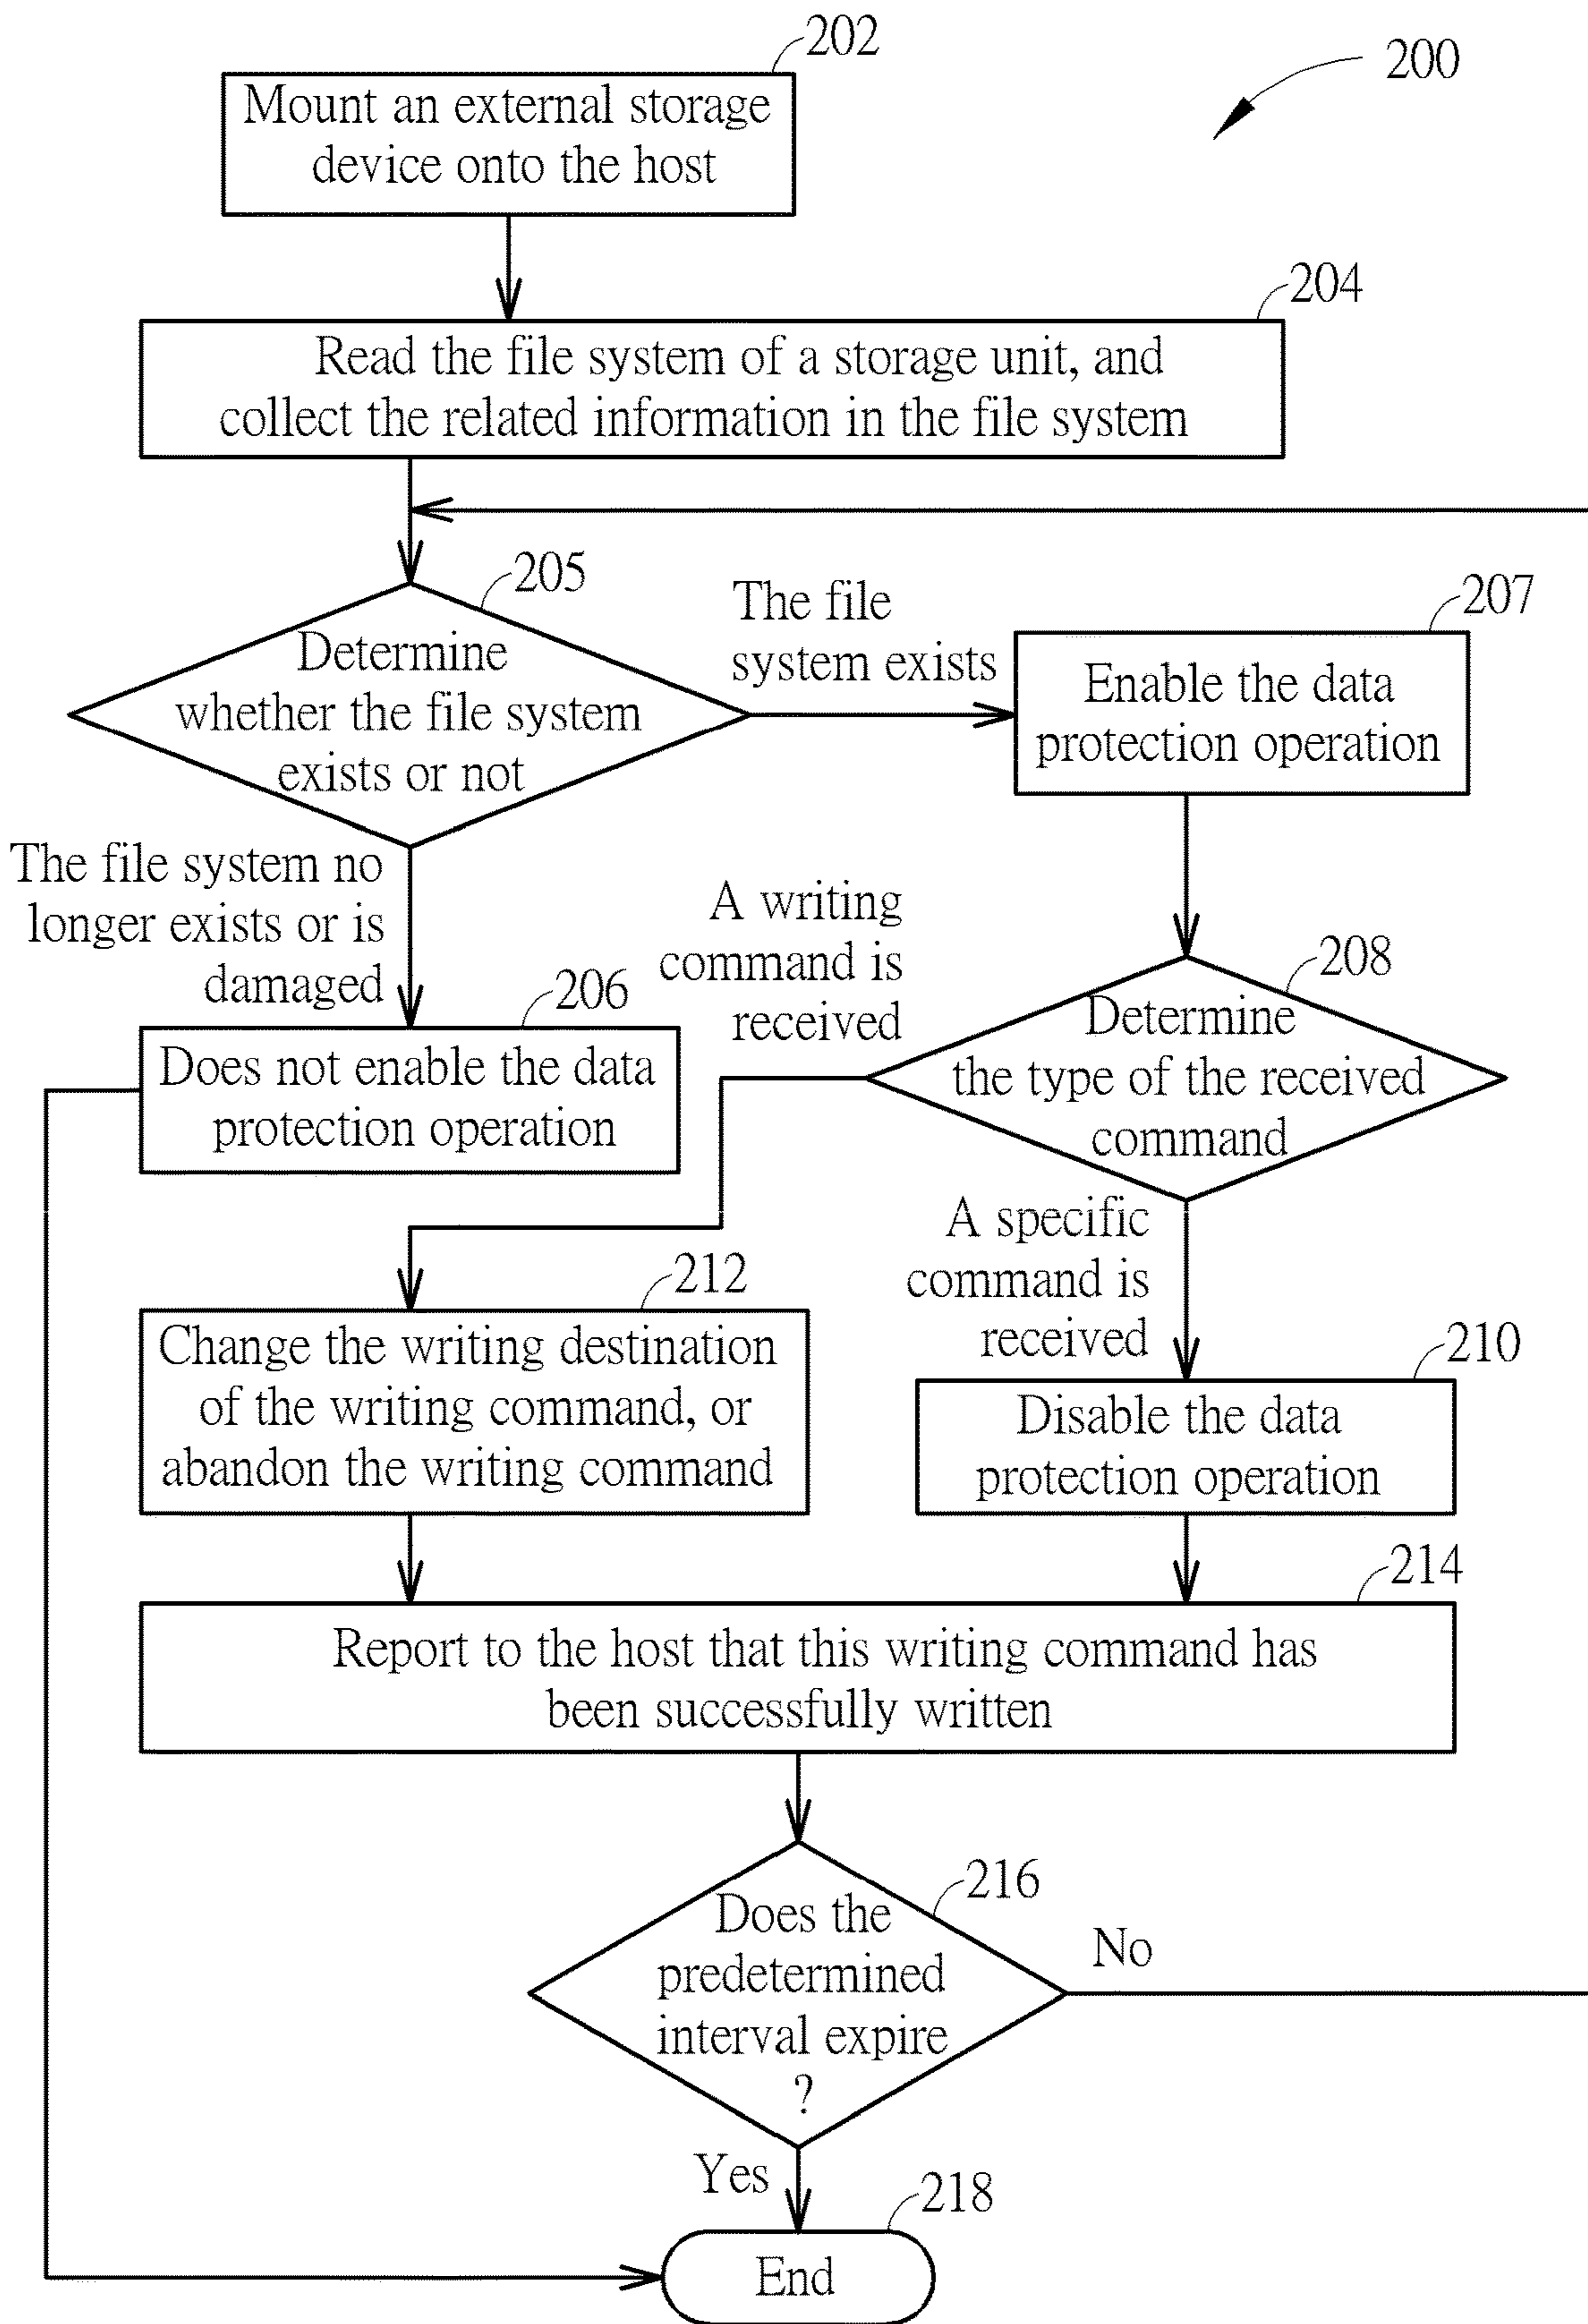 202
200
Mount an external storage
device onto the host
204
Read the file system of a storage unit, and
collect the related information in the file system
205
Determine
whether the file system
exists or not
The file
system exists
207
Enable the data
protection operation
The file system no
longer exists or is
damaged
206
Does not enable the data
protection operation
A writing
command is
received
208
Determine
the type of the received
command
A specific
command is
received
212
Change the writing destination
of the writing command, or
abandon the writing command
210
Disable the data
protection operation
214
Report to the host that this writing command has
been successfully written
216
Does the
predetermined
interval expire
?
No
Yes
218
End